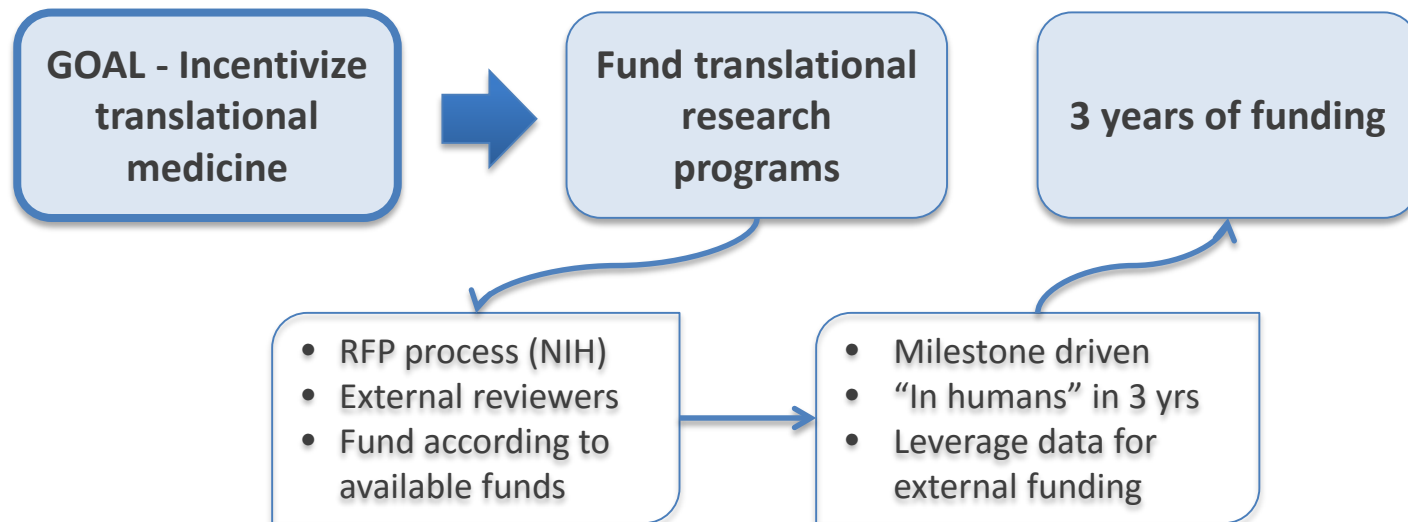 GOAL - Incentivize
translational
medicine
Fund translational
research
programs
3 years of funding
• RFP process (NIH)
• External reviewers
• Fund according to
available funds
• Milestone driven
• “In humans” in 3 yrs
• Leverage data for
external funding